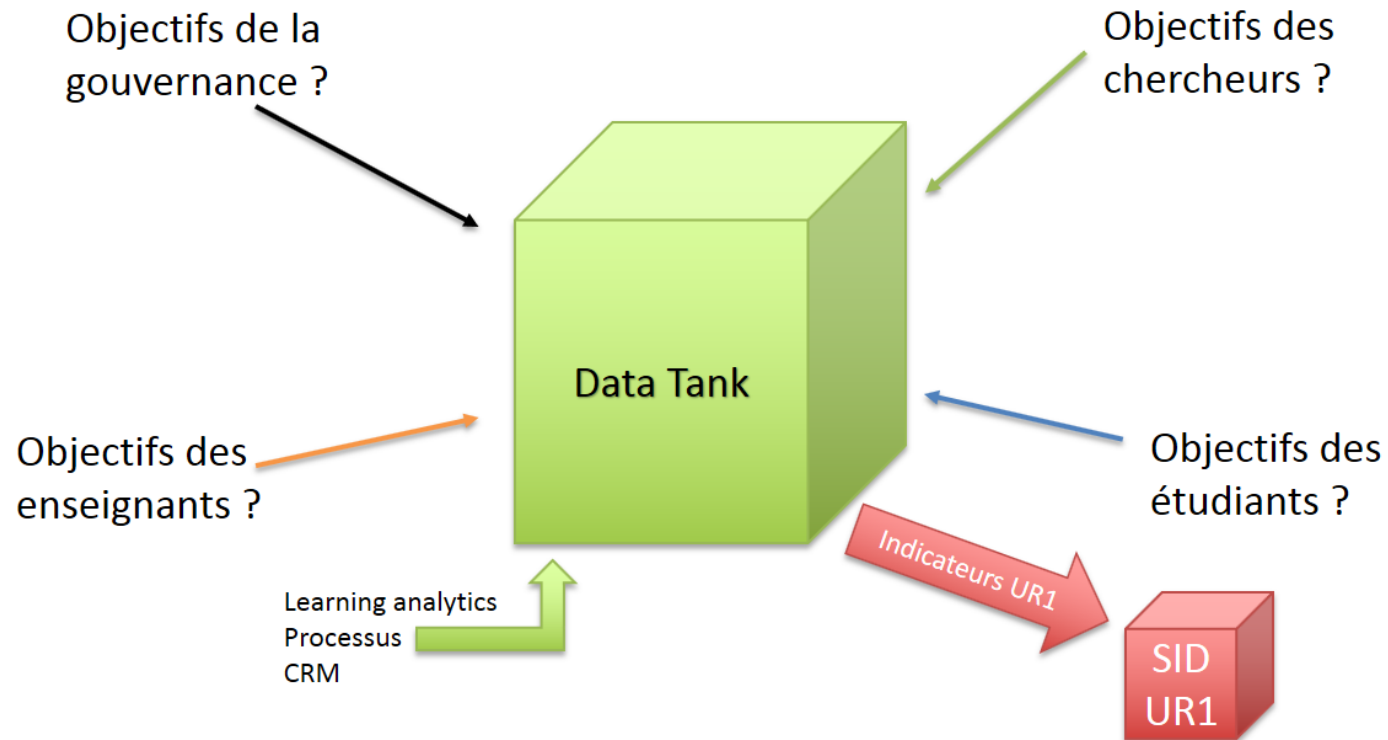 Objectifs de la
gouvernance ?
Objectifs des
chercheurs ?
Data Tank
Objectifs des
enseignants ?
Objectifs des
étudiants ?
Learning analytics
Processus
CRM
Indicateurs UR1
SID
UR1